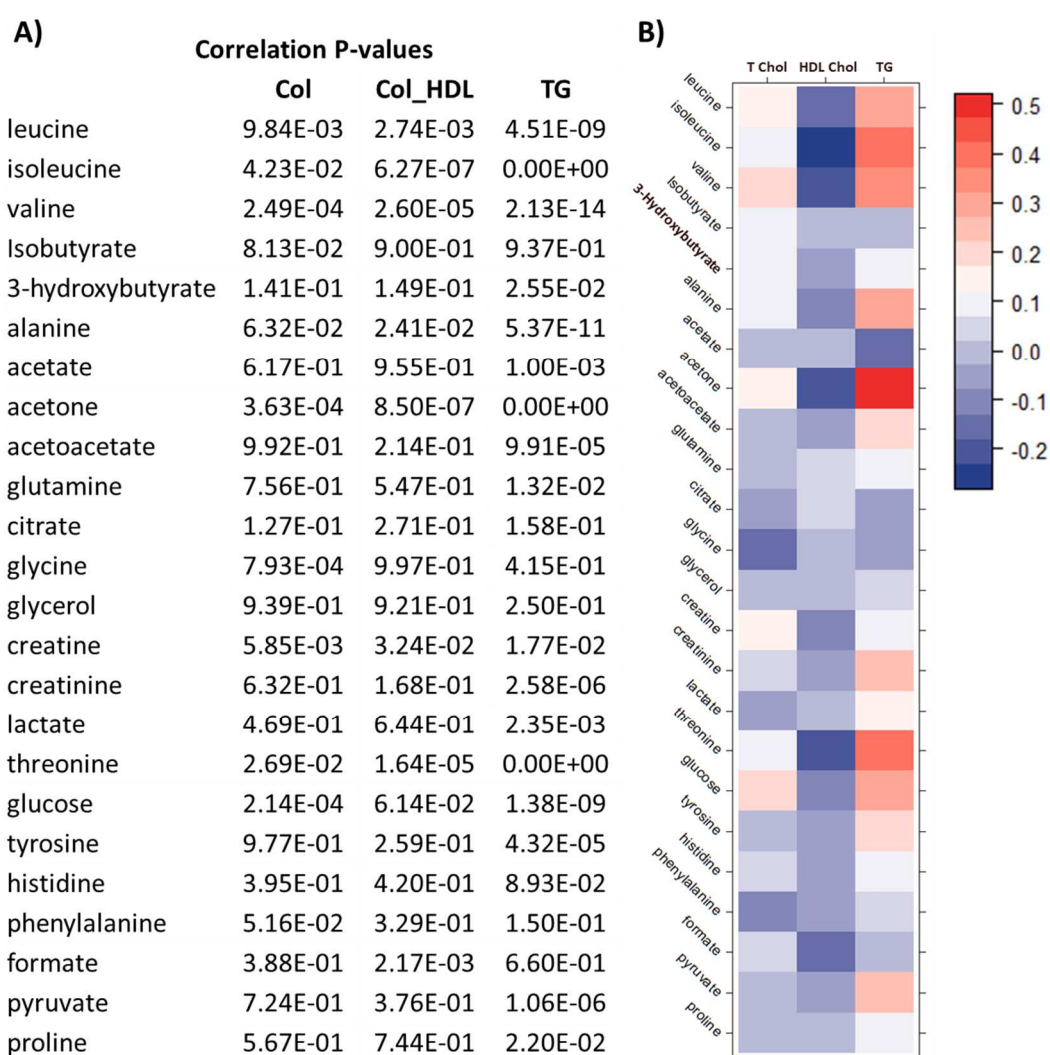 A)
Correlation P-values
Col Col_HDL TG
leucine 9.84E-03 2.74E-03 4.51E-09
isoleucine 4.23E-02 6.27E-07 0.00E+00
valine 2.49E-04 2.60E-05 2.13E-14
Isobutyrate 8.13E-02 9.00E-01 9.37E-01
3-hydroxybutyrate 1.41E-01 1.49E-01 2.55E-02
alanine 6.32E-02 2.41E-02 5.37E-11
acetate 6.17E-01 9.55E-01 1.00E-03
acetone 3.63E-04 8.50E-07 0.00E+00
acetoacetate 9.92E-01 2.14E-01 9.91E-05
glutamine 7.56E-01 5.47E-01 1.32E-02
citrate 1.27E-01 2.71E-01 1.58E-01
glycine 7.93E-04 9.97E-01 4.15E-01
glycerol 9.39E-01 9.21E-01 2.50E-01
creatine 5.85E-03 3.24E-02 1.77E-02
creatinine 6.32E-01 1.68E-01 2.58E-06
lactate 4.69E-01 6.44E-01 2.35E-03
threonine 2.69E-02 1.64E-05 0.00E+00
glucose 2.14E-04 6.14E-02 1.38E-09
tyrosine 9.77E-01 2.59E-01 4.32E-05
histidine 3.95E-01 4.20E-01 8.93E-02
phenylalanine 5.16E-02 3.29E-01 1.50E-01
formate 3.88E-01 2.17E-03 6.60E-01
pyruvate 7.24E-01 3.76E-01 1.06E-06
proline 5.67E-01 7.44E-01 2.20E-02
B)
T Chol HDL Chol TG
leucine
isoleucine
valine
Isobutyrate
3-Hydroxybutyrate
alanine
acetate
acetone
acetoacetate
glutamine
citrate
glycine
glycerol
creatine
creatinine
lactate
threonine
glucose
tyrosine
histidine
phenylalanine
formate
pyruvate
proline
0.5
0.4
0.3
0.2
0.1
0.0
-0.1
-0.2